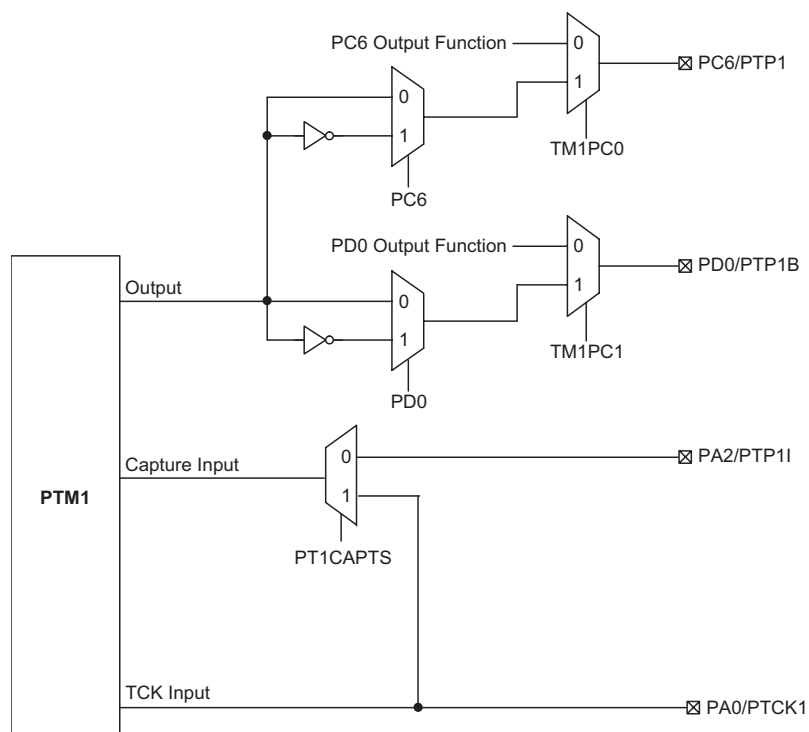 PC6 Output Function
0
1
PC6/PTP1
0
1
TM1PC0
PC6
PD0 Output Function
0
1
PD0/PTP1B
Output
0
1
TM1PC1
PD0
Capture Input
0
1
PA2/PTP1I
PTM1
PT1CAPTS
TCK Input
PA0/PTCK1